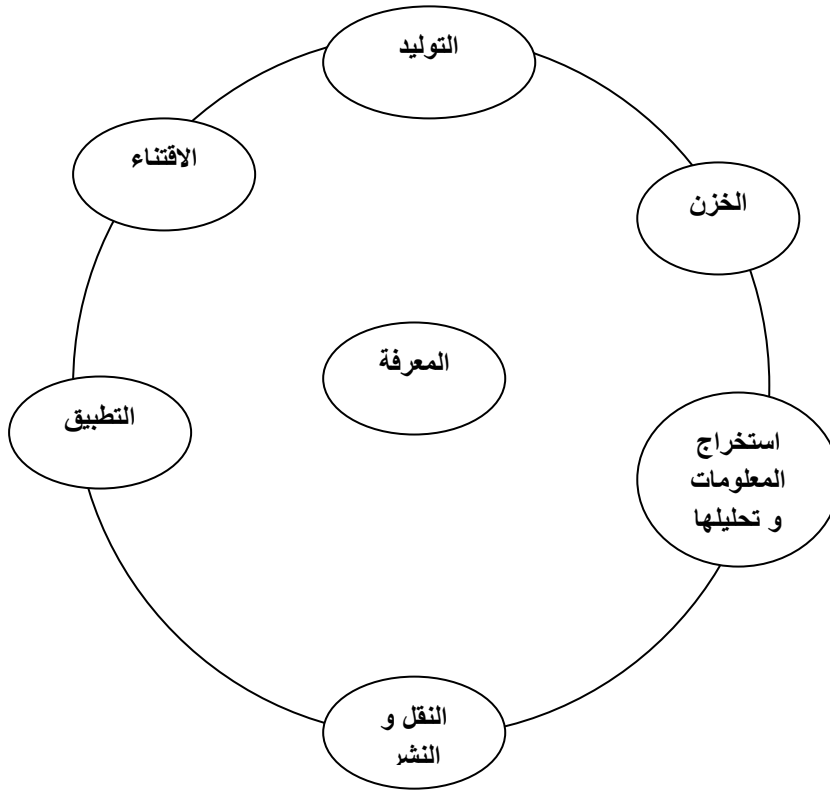 التوليد
الاقتناء
الخزن
المعرفة
التطبيق
استخراج
المعلومات
و تحليلها
النقل و
النشر